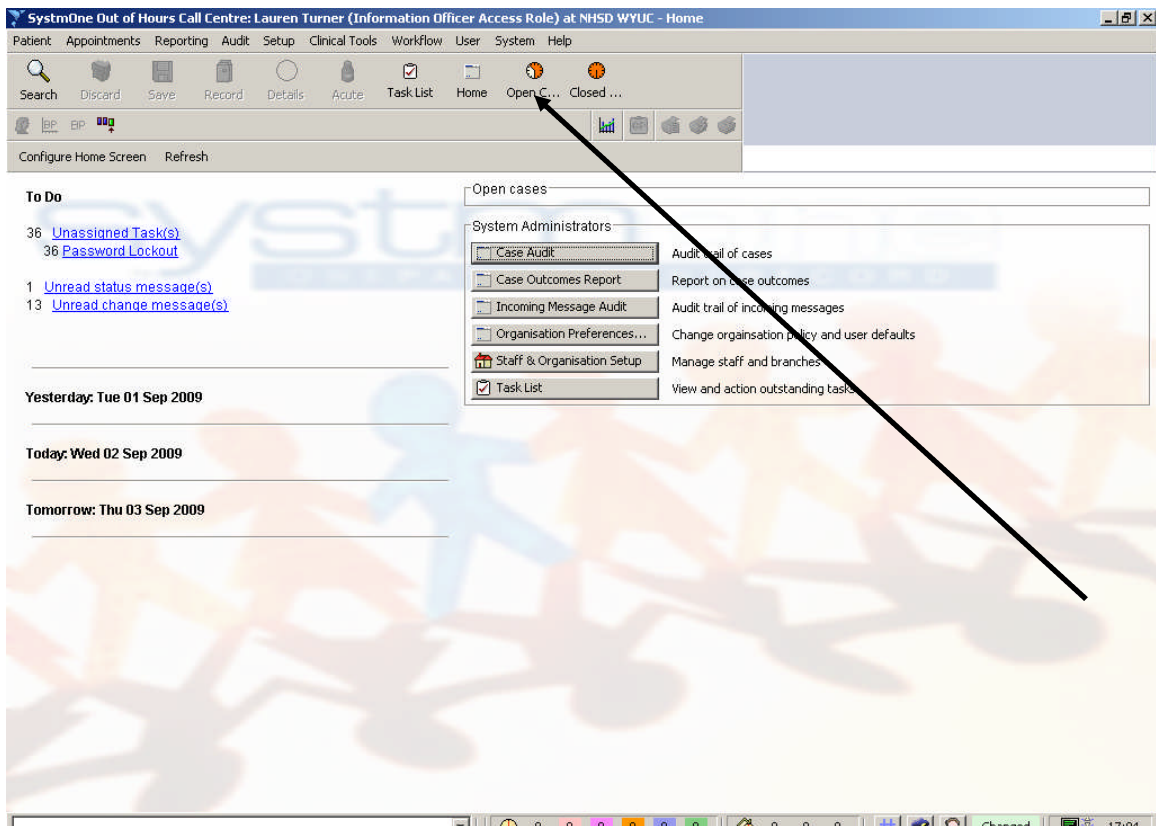 SystmOne Out of Hours Call Centre: Lauren Turner (Information Officer Access Role) at NHSD WYUC - Home
Patient Appointments Reporting Audit Setup Clinical Tools Workflow User System Help
Search Discard Save Record Details Acute Task List Home Open C... Closed ...
BP BP
Configure Home Screen Refresh
To Do
36 Unassigned Task(s)
36 Password Lockout
1 Unread status message(s)
13 Unread change message(s)
Yesterday: Tue 01 Sep 2009
Today: Wed 02 Sep 2009
Tomorrow: Thu 03 Sep 2009
Open cases
System Administrators
Case Audit Audit trail of cases
Case Outcomes Report Report on case outcomes
Incoming Message Audit Audit trail of incoming messages
Organisation Preferences... Change orgainsation policy and user defaults
Staff & Organisation Setup Manage staff and branches
Task List View and action outstanding tasks
systm